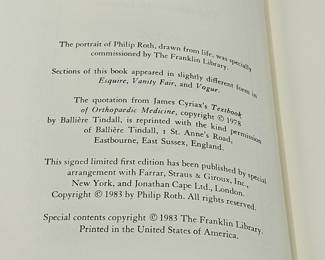 The portrait of Philip Roth, drawn from life, was specially
commissioned by The Franklin Library.
Sections of this book appeared in slightly different form in
Esquire, Vanity Fair, and Vogue.
The quotation from James Cyriax's Textbook
of Orthopaedic Medicine, copyright © 1978
by Ballière Tindall, is reprinted with the kind permission
of Ballière Tindall, 1 St. Anne's Road,
Eastbourne, East Sussex, England.
This signed limited first edition has been published by special
arrangement with Farrar, Straus & Giroux, Inc.,
New York, and Jonathan Cape Ltd., London.
Copyright © 1983 by Philip Roth. All rights reserved.
Special contents copyright © 1983 The Franklin Library.
Printed in the United States of America.